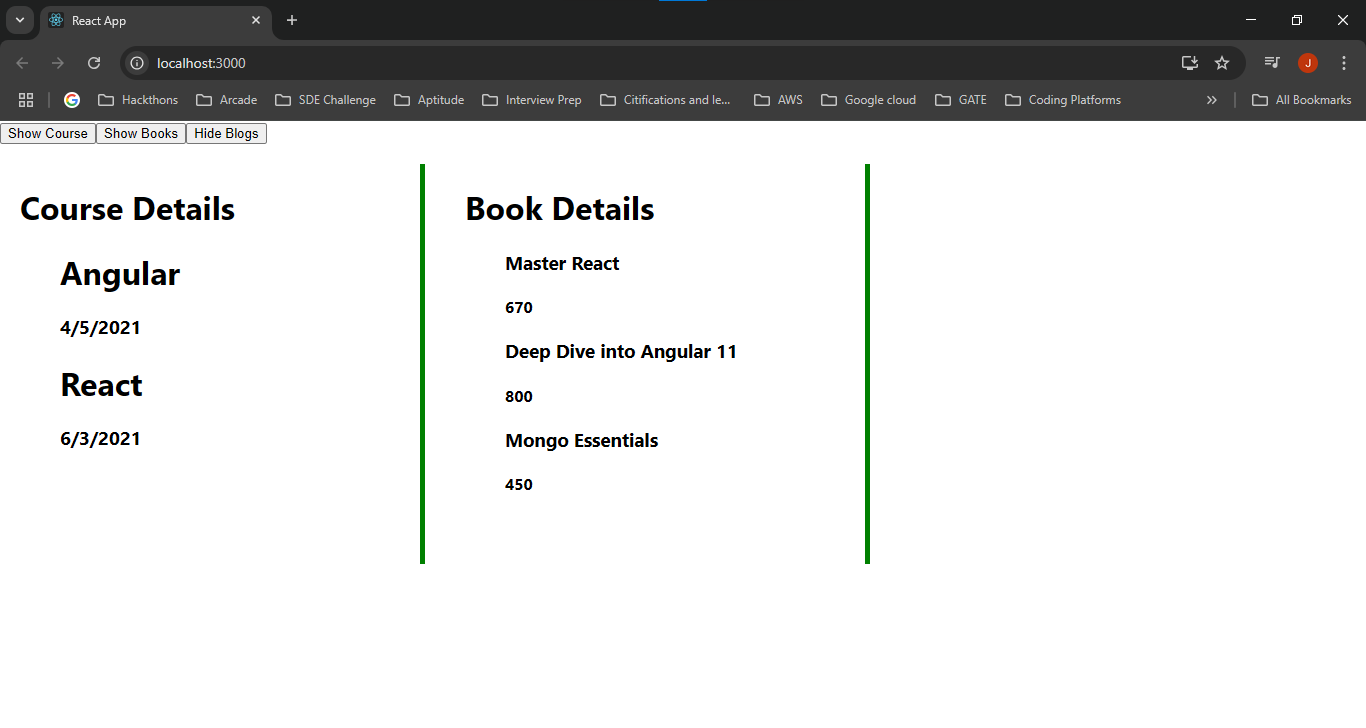 React App
localhost:3000
J
Hackthons Arcade SDE Challenge Aptitude Interview Prep Citifications and le... AWS Google cloud GATE Coding Platforms All Bookmarks
Show Course Show Books Hide Blogs
Course Details
Angular
4/5/2021
React
6/3/2021
Book Details
Master React
670
Deep Dive into Angular 11
800
Mongo Essentials
450